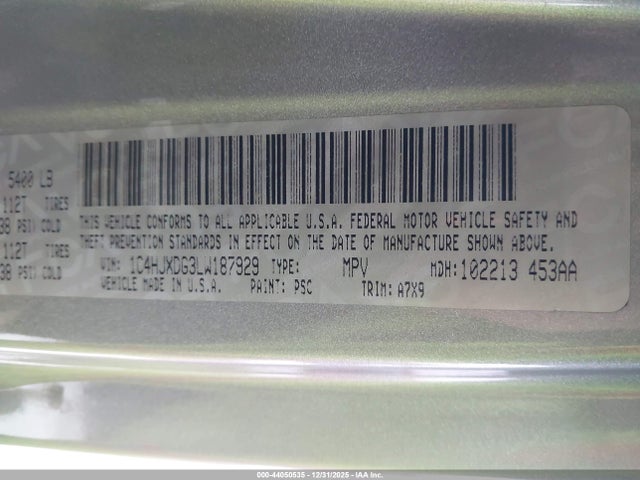 5400 LB
112T TIRES
38 PSI/ COLD
112T TIRES
38 PSI/ COLD
THIS VEHICLE CONFORMS TO ALL APPLICABLE U.S.A. FEDERAL MOTOR VEHICLE SAFETY AND
THEFT PREVENTION STANDARDS IN EFFECT ON THE DATE OF MANUFACTURE SHOWN ABOVE.
VIN: 1C4HJXDG3LW187929 TYPE: MPV MDH: 102213 453AA
VEHICLE MADE IN U.S.A. PAINT: PSC TRIM: A7X9
000-44050535 - 12/31/2025 - IAA Inc.